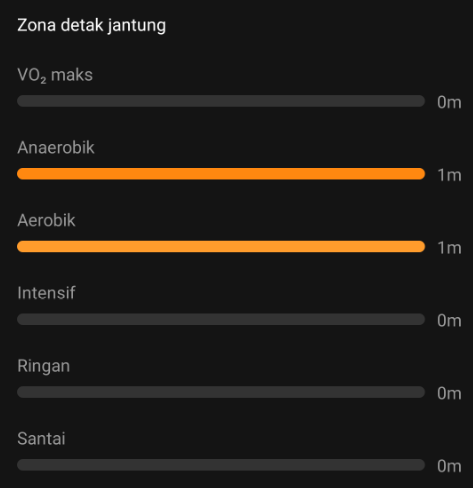 Zona detak jantung
VO₂ maks
0m
Anaerobik
1m
Aerobik
1m
Intensif
0m
Ringan
0m
Santai
0m